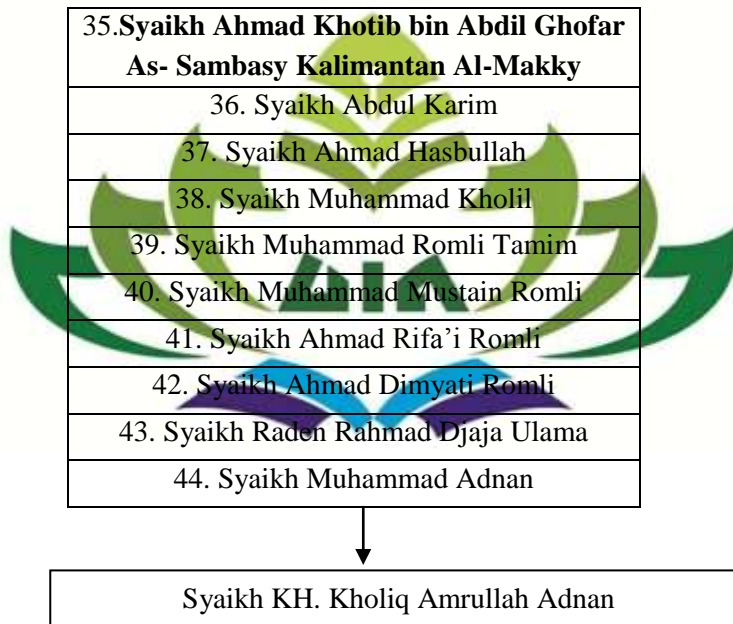 35.Syaikh Ahmad Khotib bin Abdil Ghofar
As- Sambasy Kalimantan Al-Makky
36. Syaikh Abdul Karim
37. Syaikh Ahmad Hasbullah
38. Syaikh Muhammad Kholil
39. Syaikh Muhammad Romli Tamim
40. Syaikh Muhammad Mustain Romli
41. Syaikh Ahmad Rifa’i Romli
42. Syaikh Ahmad Dimyati Romli
43. Syaikh Raden Rahmad Djaja Ulama
44. Syaikh Muhammad Adnan
Syaikh KH. Kholiq Amrullah Adnan